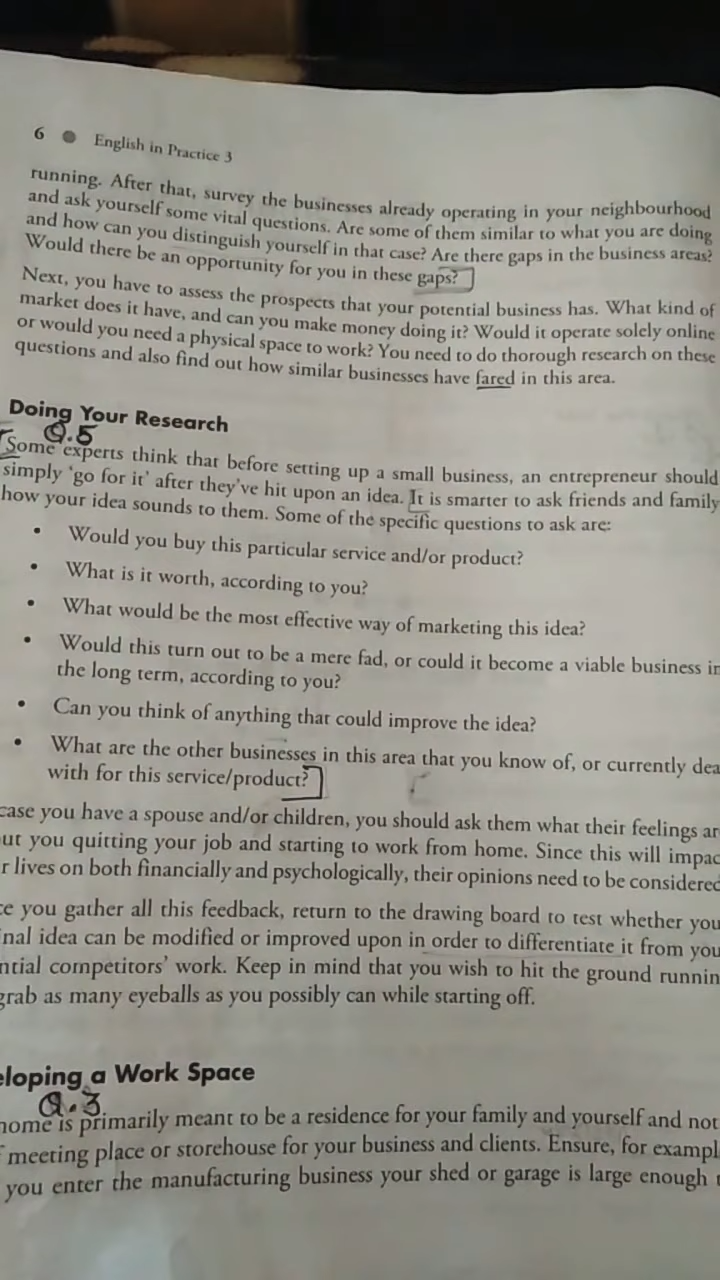 6 ● English in Practice 3
running. After that, survey the businesses already operating in your neighbourhood
and ask yourself some vital questions. Are some of them similar to what you are doing
and how can you distinguish yourself in that case? Are there gaps in the business areas?
Would there be an opportunity for you in these gaps?
Next, you have to assess the prospects that your potential business has. What kind of
market does it have, and can you make money doing it? Would it operate solely online
or would you need a physical space to work? You need to do thorough research on these
questions and also find out how similar businesses have fared in this area.
Doing Your Research
Q.5
Some experts think that before setting up a small business, an entrepreneur should
simply 'go for it' after they've hit upon an idea. It is smarter to ask friends and family
how your idea sounds to them. Some of the specific questions to ask are:
• Would you buy this particular service and/or product?
• What is it worth, according to you?
• What would be the most effective way of marketing this idea?
• Would this turn out to be a mere fad, or could it become a viable business in
the long term, according to you?
• Can you think of anything that could improve the idea?
• What are the other businesses in this area that you know of, or currently dea
with for this service/product?
case you have a spouse and/or children, you should ask them what their feelings ar
ut you quitting your job and starting to work from home. Since this will impac
r lives on both financially and psychologically, their opinions need to be considered
ce you gather all this feedback, return to the drawing board to test whether you
nal idea can be modified or improved upon in order to differentiate it from you
ntial competitors' work. Keep in mind that you wish to hit the ground runnin
grab as many eyeballs as you possibly can while starting off.
eloping a Work Space
Q.3
home is primarily meant to be a residence for your family and yourself and not
meeting place or storehouse for your business and clients. Ensure, for exampl
you enter the manufacturing business your shed or garage is large enough